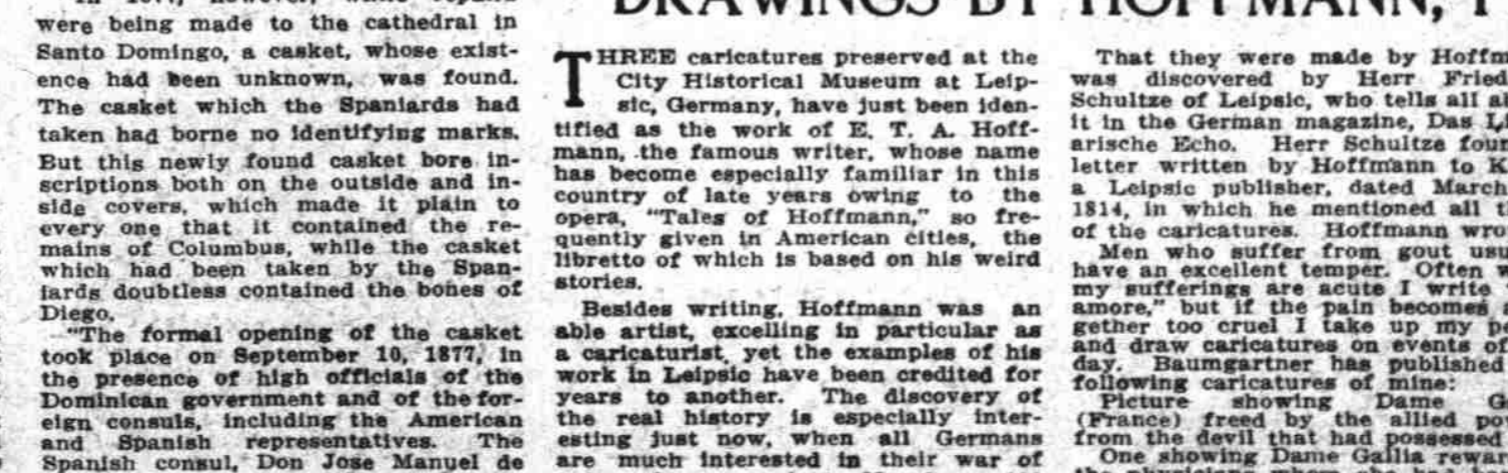 were being made to the cathedral in
Santo Domingo, a casket, whose exist-
ence had been unknown, was found.
The casket which the Spaniards had
taken had borne no identifying marks.
But this newly found casket bore in-
scriptions both on the outside and in-
side covers, which made it plain to
every one that it contained the re-
mains of Columbus, while the casket
which had been taken by the Span-
iards doubtless contained the bones of
Diego.
"The formal opening of the casket
took place on September 10, 1877, in
the presence of high officials of the
Dominican government and of the for-
eign consuls, including the American
and Spanish representatives. The
Spanish consul, Don Jose Manuel de
DRAWINGS BY HOFFMANN,
THREE caricatures preserved at the
City Historical Museum at Leip-
sic, Germany, have just been iden-
tified as the work of E. T. A. Hoff-
mann, the famous writer, whose name
has become especially familiar in this
country of late years owing to the
opera, "Tales of Hoffmann," so fre-
quently given in American cities, the
libretto of which is based on his weird
stories.
Besides writing, Hoffmann was an
able artist, excelling in particular as
a caricaturist, yet the examples of his
work in Leipsic have been credited for
years to another. The discovery of
the real history is especially inter-
esting just now, when all Germans
are much interested in their war of
That they were made by Hoffm
was discovered by Herr Fried
Schultze of Leipsic, who tells all a
it in the German magazine, Das Li
arische Echo. Herr Schultze four
letter written by Hoffmann to K
a Leipsic publisher, dated March
1814, in which he mentioned all t
of the caricatures. Hoffmann wro
Men who suffer from gout usu
have an excellent temper. Often w
my sufferings are acute I write
amore," but if the pain becomes
gether too cruel I take up my p
and draw caricatures on events of
day. Baumgartner has published
following caricatures of mine:
Picture showing Dame G
(France) freed by the allied po
from the devil that had possessed
One showing Dame Gallia rewar